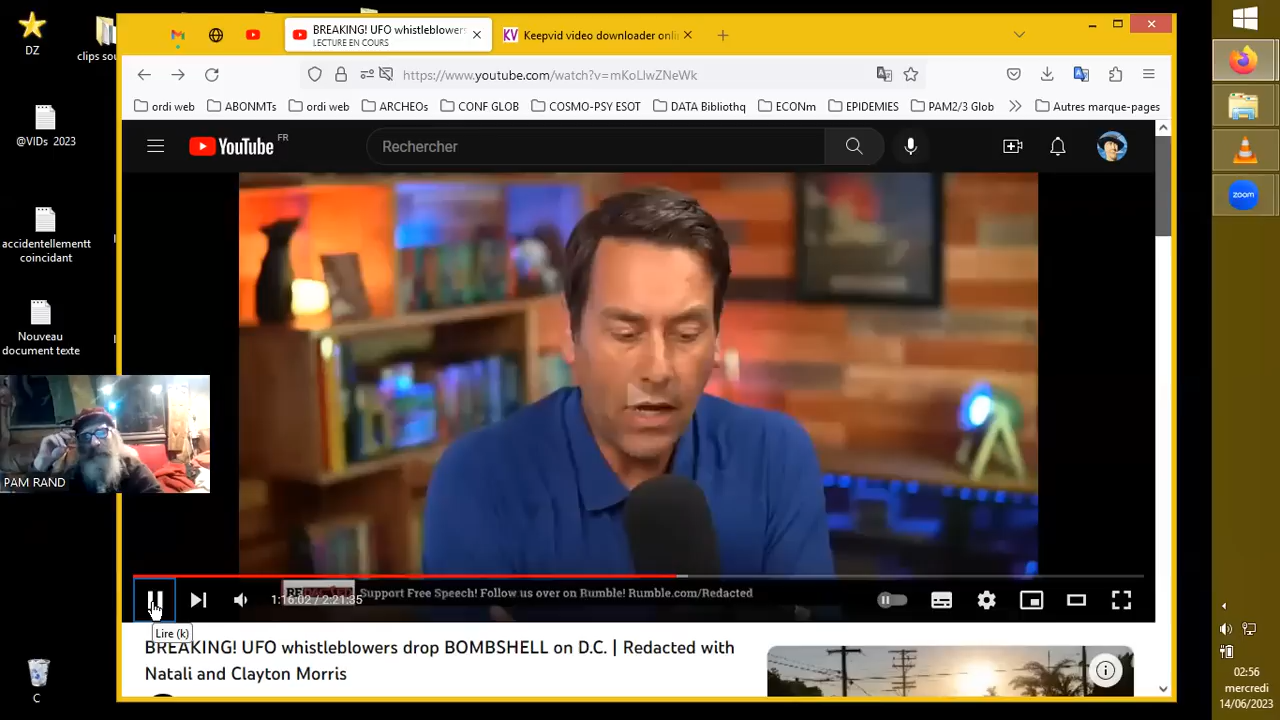 DZ
clips sou
@VIDs 2023
accidentellementt
coincidant
Nouveau
document texte
PAM RAND
C
BREAKING! UFO whistleblowers
LECTURE EN COURS
KV Keepvid video downloader onli
https://www.youtube.com/watch?v=mKoLlwZNeWk
ordi web
ABONMTs
ordi web
ARCHEOs
CONF GLOB
COSMO-PSY ESOT
DATA Bibliothq
ECONm
EPIDEMIES
PAM2/3 Glob
Autres marque-pages
YouTube FR
Rechercher
REDACTED Support Free Speech! Follow us over on Rumble! Rumble.com/Redacted
1:16:02 / 2:21:35
Lire (k)
BREAKING! UFO whistleblowers drop BOMBSHELL on D.C. | Redacted with
Natali and Clayton Morris
zoom
02:56
mercredi
14/06/2023